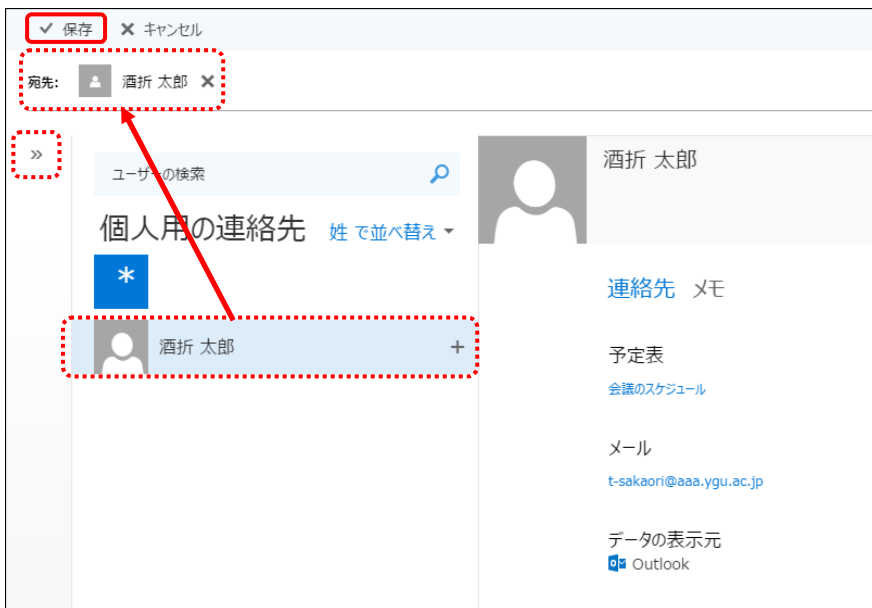 保存 キャンセル
宛先: 酒折 太郎
»
ユーザーの検索
個人用の連絡先 姓 で並べ替え
*
酒折 太郎 +
酒折 太郎
連絡先 メモ
予定表
会議のスケジュール
メール
t-sakaori@aaa.ygu.ac.jp
データの表示元
Outlook